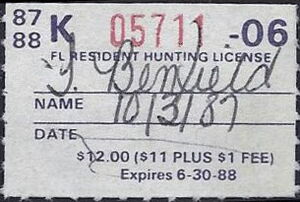 87 88 K 05711 -06
FL RESIDENT HUNTING LICENSE
J. Benfield
NAME
10/3/87
DATE
$12.00 ($11 PLUS $1 FEE)
Expires 6-30-88